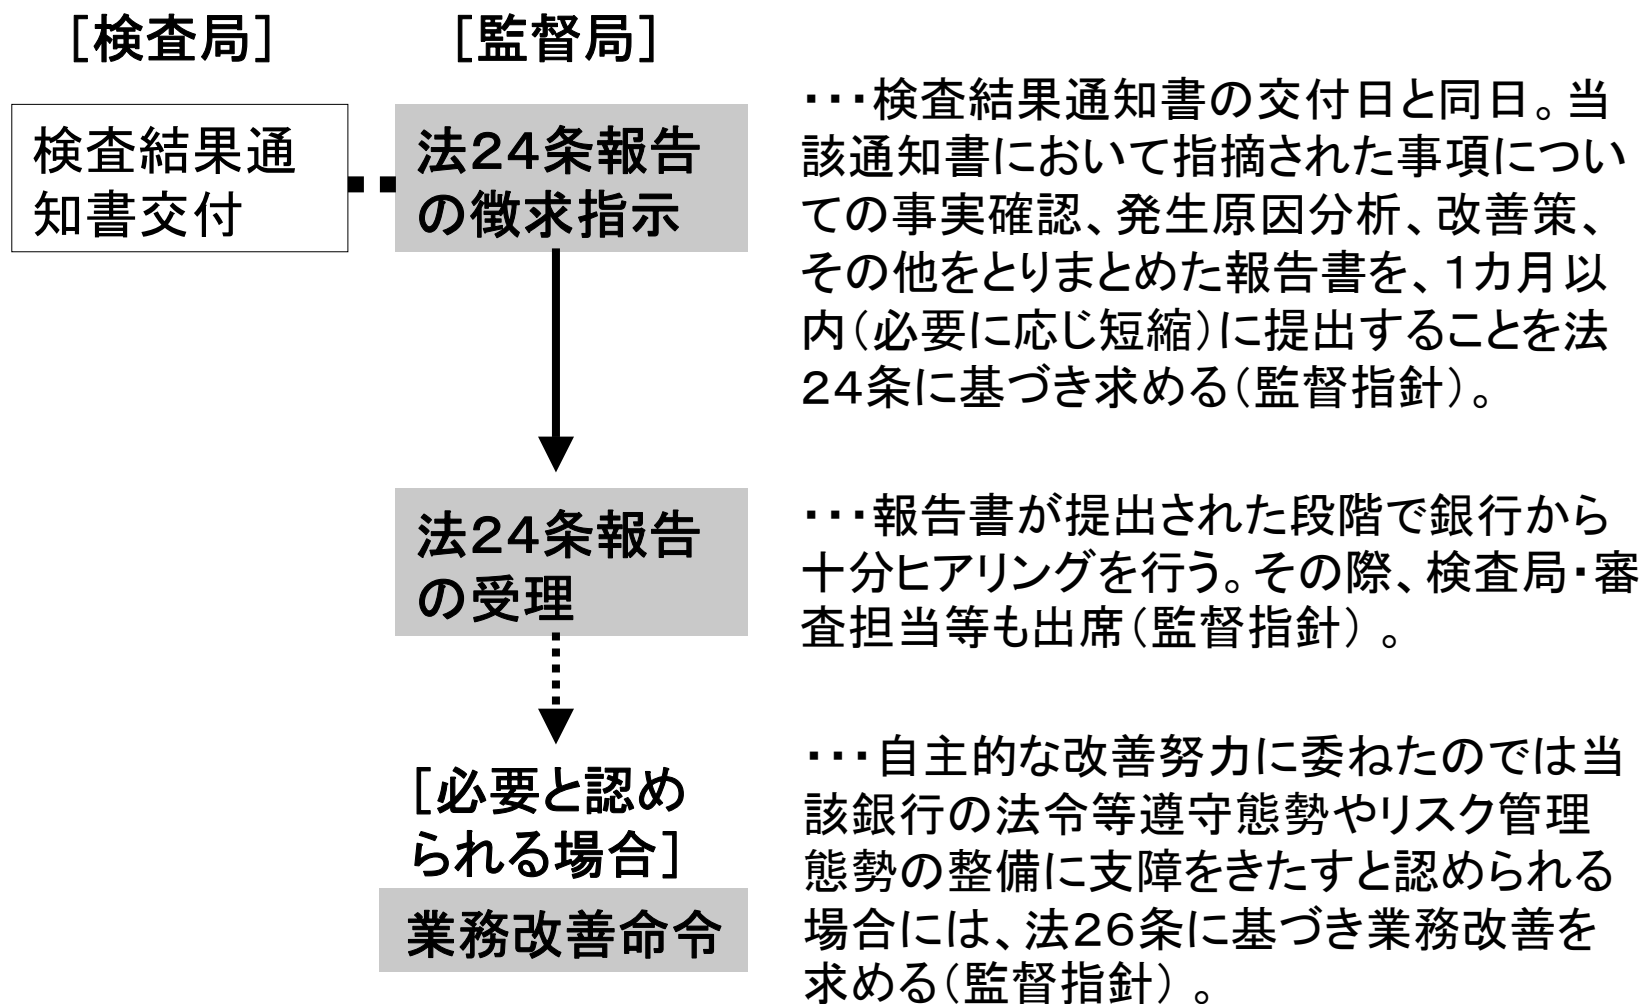 [検査局]
[監督局]
検査結果通
知書交付
法24条報告
の徴求指示
・・・検査結果通知書の交付日と同日。当
該通知書において指摘された事項につい
ての事実確認、発生原因分析、改善策、
その他をとりまとめた報告書を、1カ月以
内(必要に応じ短縮)に提出することを法
24条に基づき求める(監督指針)。
法24条報告
の受理
・・・報告書が提出された段階で銀行から
十分ヒアリングを行う。その際、検査局・審
査担当等も出席(監督指針) 。
[必要と認め
られる場合]
業務改善命令
・・・自主的な改善努力に委ねたのでは当
該銀行の法令等遵守態勢やリスク管理
態勢の整備に支障をきたすと認められる
場合には、法26条に基づき業務改善を
求める(監督指針) 。